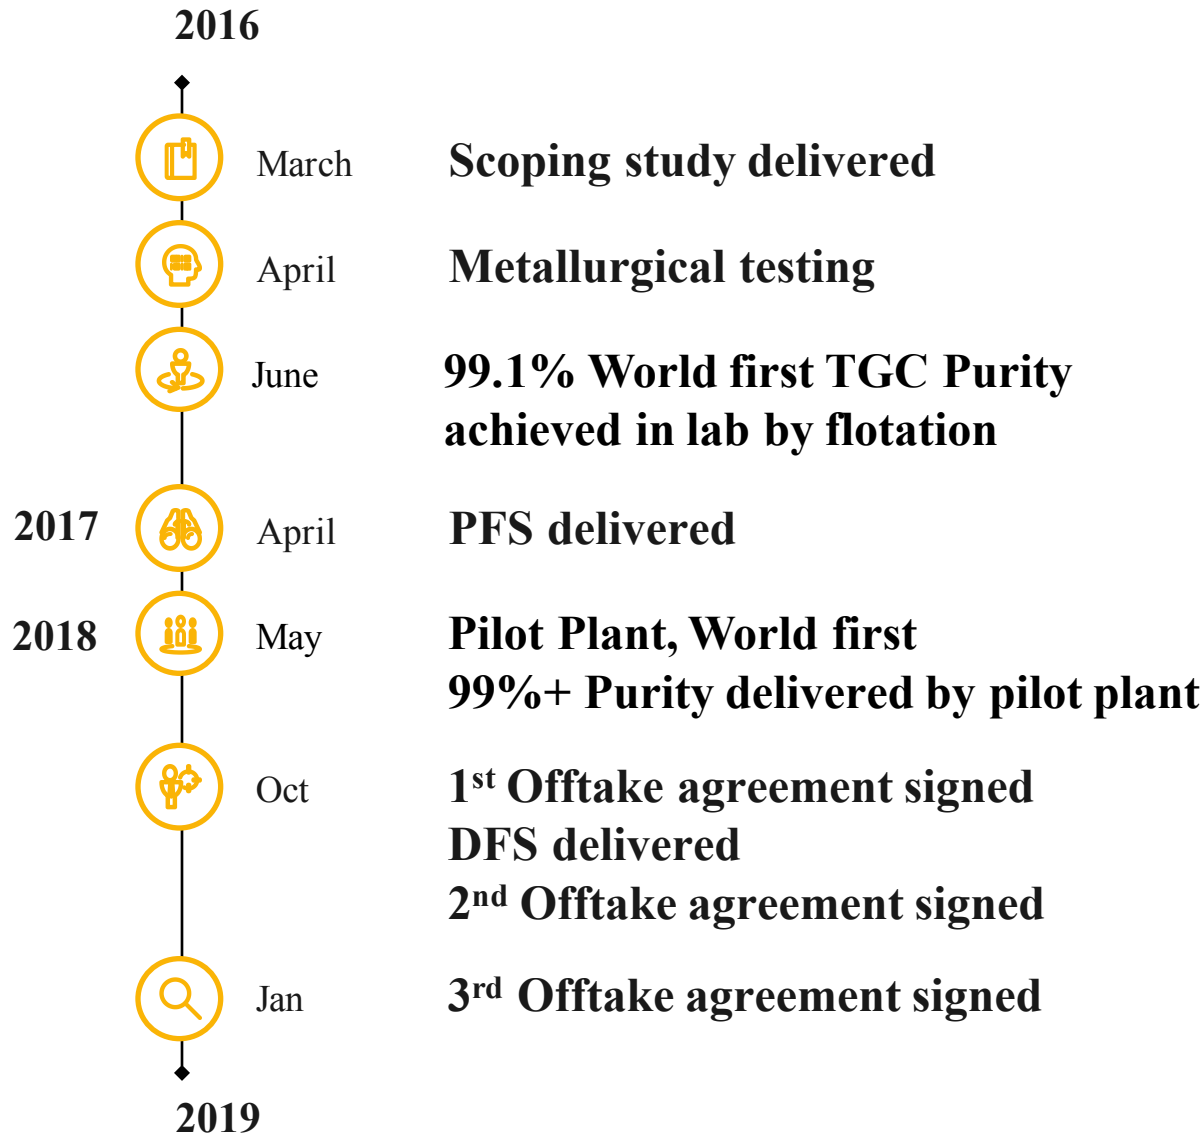 2016
March Scoping study delivered
April Metallurgical testing
June 99.1% World first TGC Purity
achieved in lab by flotation
2017 April PFS delivered
2018 May Pilot Plant, World first
99%+ Purity delivered by pilot plant
Oct 1st Offtake agreement signed
DFS delivered
2nd Offtake agreement signed
Jan 3rd Offtake agreement signed
2019